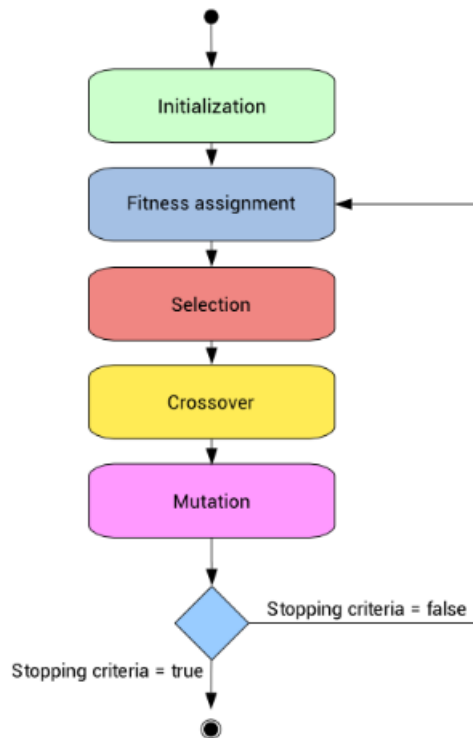 Initialization
Fitness assignment
Selection
Crossover
Mutation
Stopping criteria = false
Stopping criteria = true